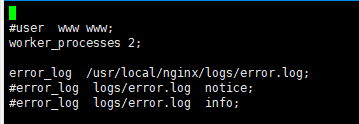 #user  www www;
worker_processes 2;
error_log  /usr/local/nginx/logs/error.log;
#error_log  logs/error.log  notice;
#error_log  logs/error.log  info;